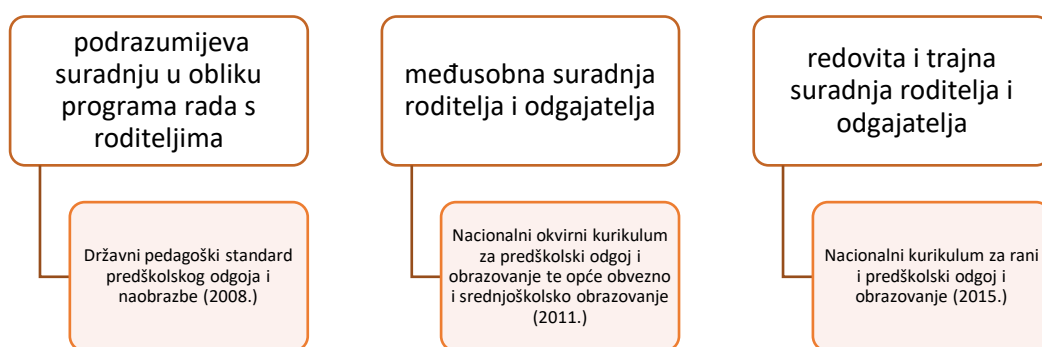 podrazumijeva
suradnju u obliku
programa rada s
roditeljima
Državni pedagoški standard
predškolskog odgoja i
naobrazbe (2008.)
međusobna suradnja
roditelja i odgajatelja
Nacionalni okvirni kurikulum
za predškolski odgoj i
obrazovanje te opće obvezno
i srednjoškolsko obrazovanje
(2011.)
redovita i trajna
suradnja roditelja i
odgajatelja
Nacionalni kurikulum za rani
i predškolski odgoj i
obrazovanje (2015.)